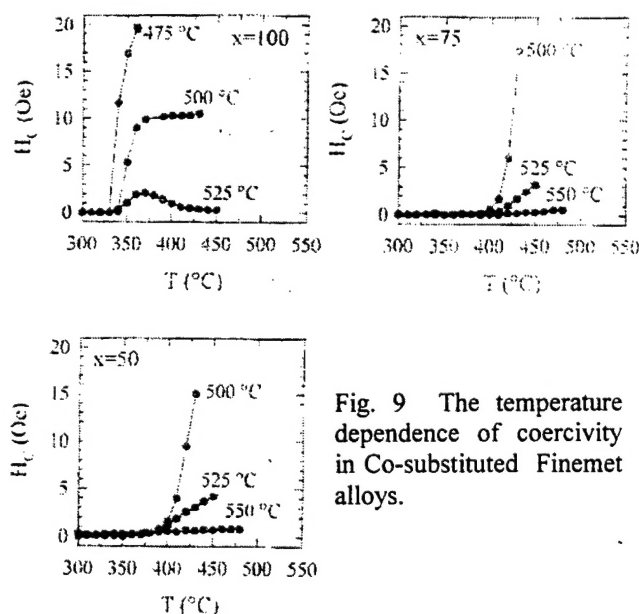 20
15
10
5
0
H_C (Oe)
475 °C
x=100
500 °C
525 °C
300 350 400 450 500 550
T (°C)
20
15
10
5
0
H_C (Oe)
x=75
500 °C
525 °C
550 °C
300 350 400 450 500 550
T (°C)
20
15
10
5
0
H_C (Oe)
x=50
500 °C
525 °C
550 °C
300 350 400 450 500 550
T (°C)
Fig. 9 The temperature
dependence of coercivity
in Co-substituted Finemet
alloys.